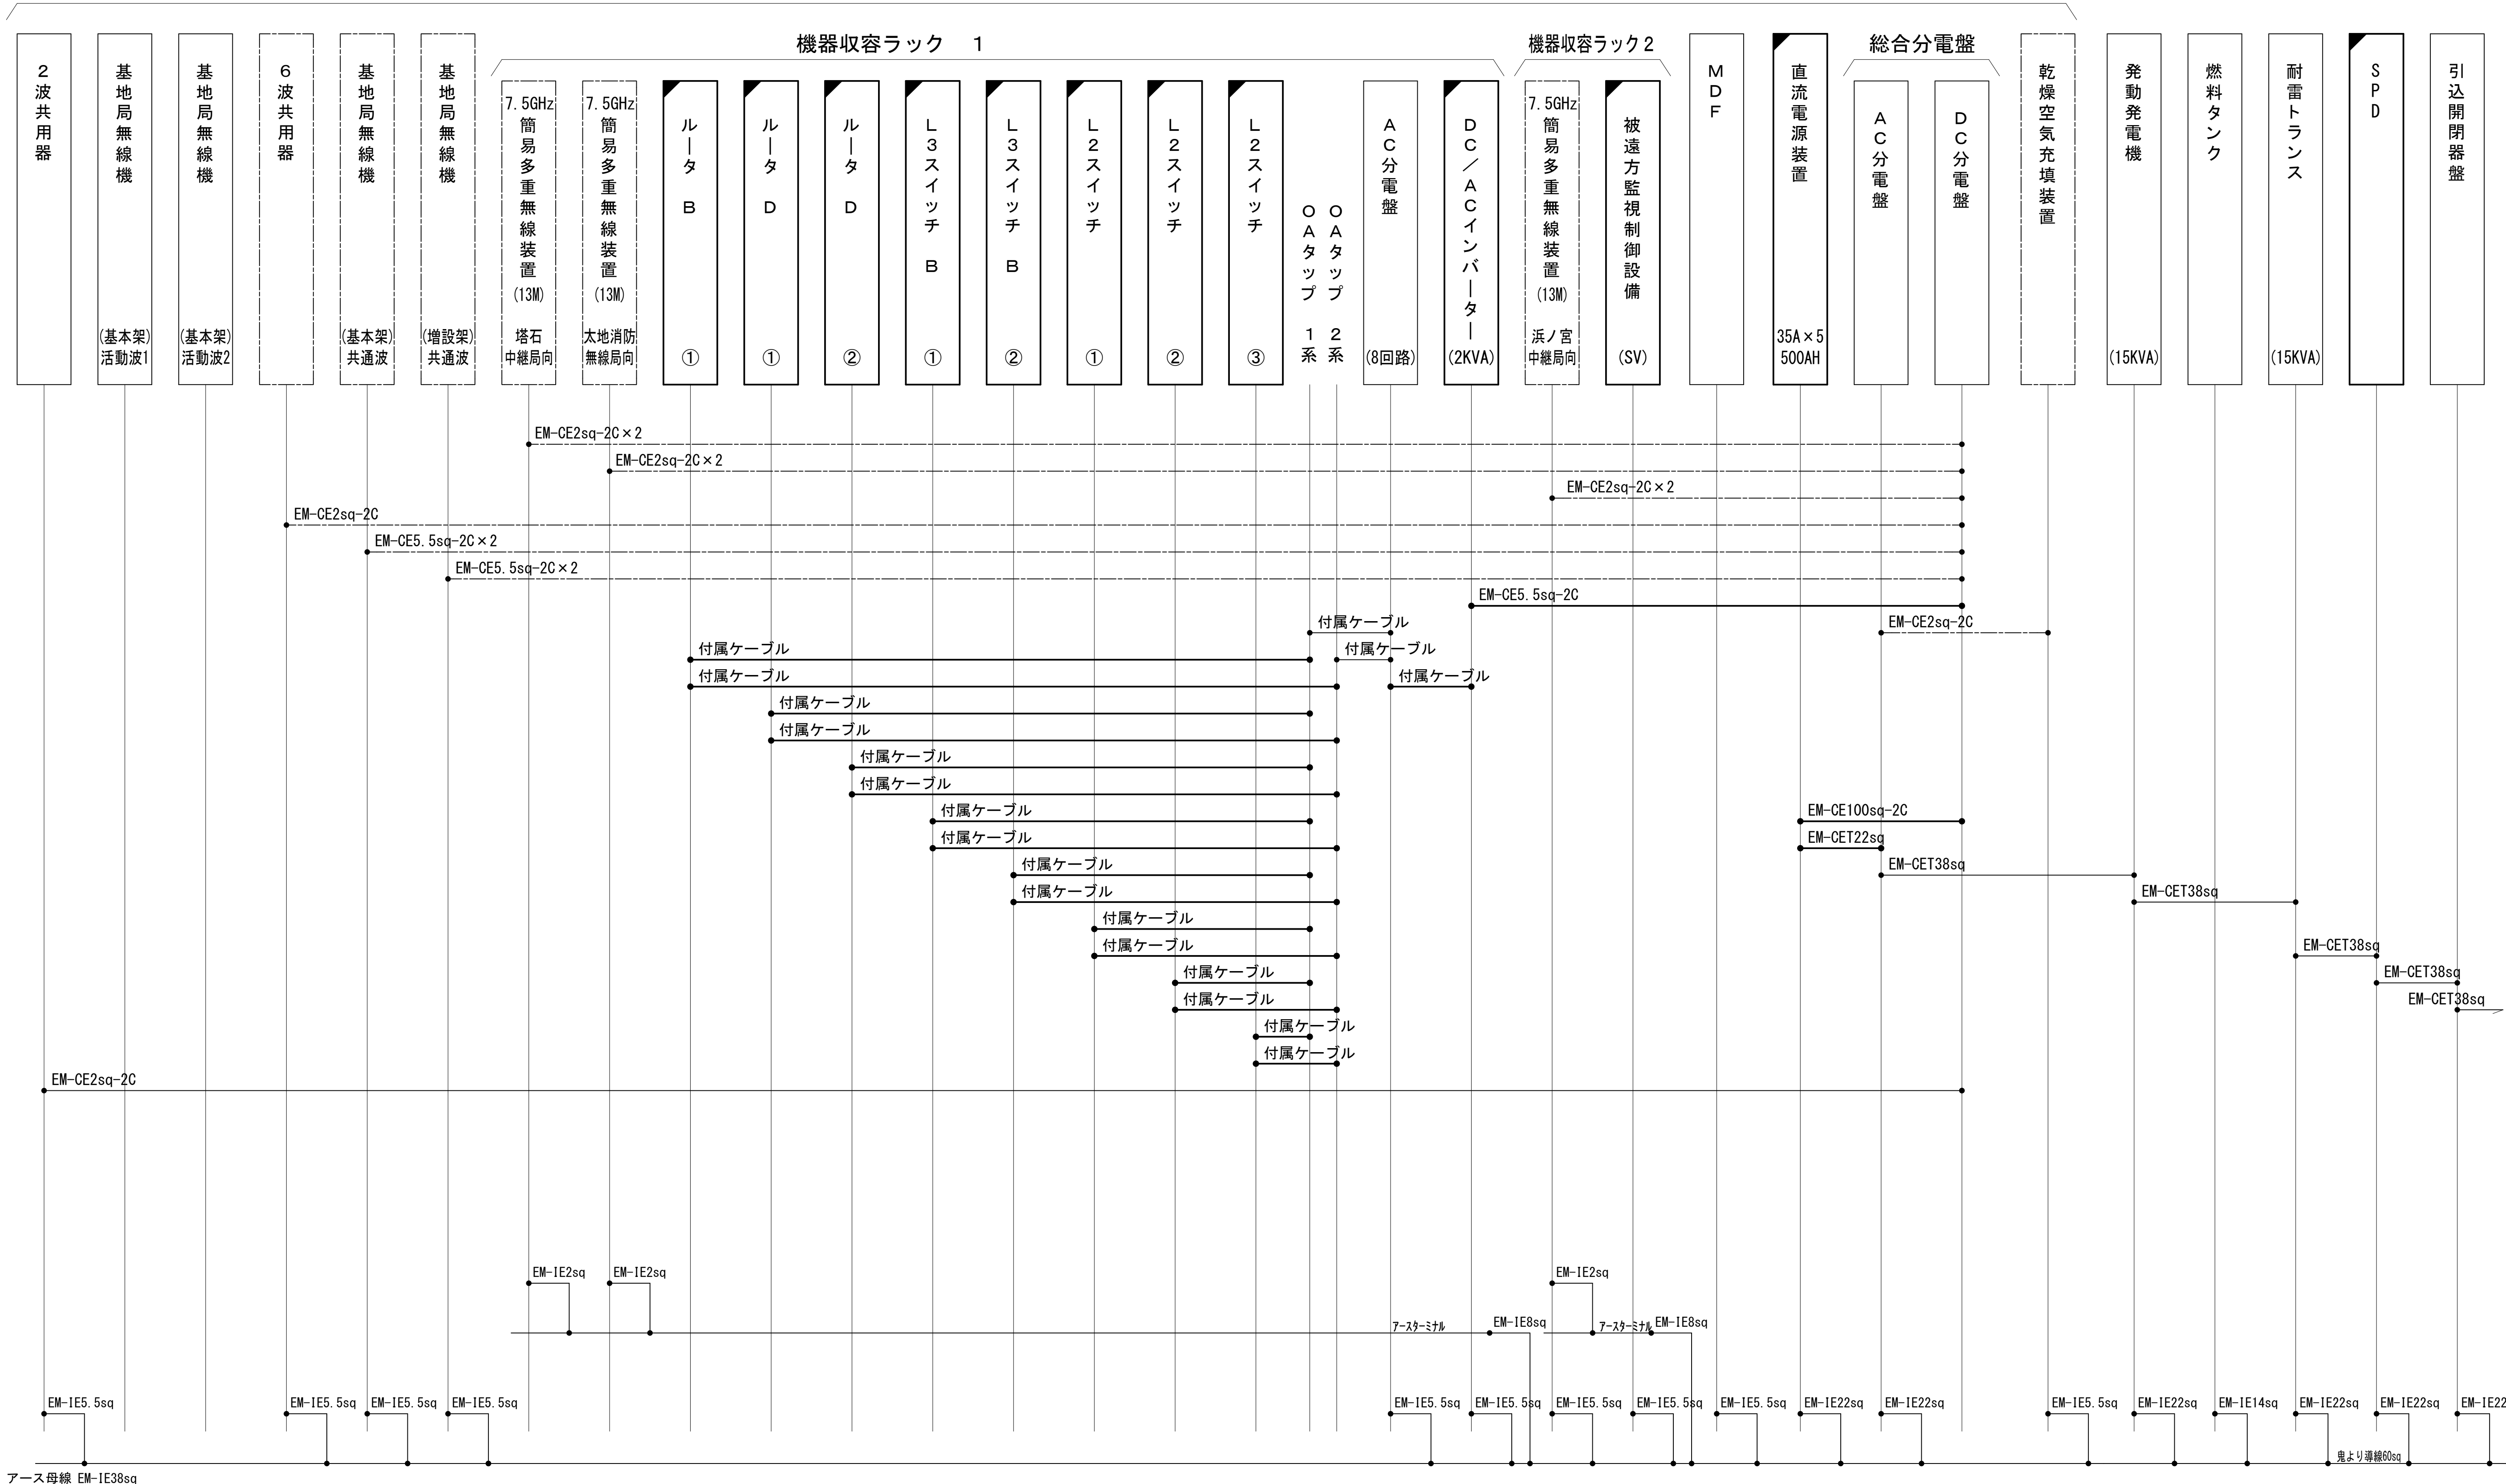 機器収容ラック 1
機器収容ラック2
総合分電盤
2波共用器
基地局無線機
(基本架)
活動波1
基地局無線機
(基本架)
活動波2
6波共用器
基地局無線機
(基本架)
共通波
基地局無線機
(増設架)
共通波
7.5GHz
簡易多重無線装置
(13M)
塔石
中継局向
7.5GHz
簡易多重無線装置
(13M)
太地消防
無線局向
ルータ B
①
ルータ D
①
ルータ D
②
L3スイッチ B
①
L3スイッチ B
②
L2スイッチ
①
L2スイッチ
②
L2スイッチ
③
OAタップ 1系
OAタップ 2系
AC分電盤
(8回路)
DC/ACインバーター
(2KVA)
7.5GHz
簡易多重無線装置
(13M)
浜ノ宮
中継局向
被遠方監視制御設備
(SV)
MDF
直流電源装置
35A×5
500AH
AC分電盤
DC分電盤
乾燥空気充填装置
発動発電機
(15KVA)
燃料タンク
耐雷トランス
(15KVA)
SPD
引込開閉器盤
EM-CE2sq-2C×2
EM-CE2sq-2C×2
EM-CE2sq-2C×2
EM-CE2sq-2C
EM-CE5.5sq-2C×2
EM-CE5.5sq-2C×2
EM-CE5.5sq-2C
付属ケーブル
EM-CE2sq-2C
付属ケーブル
付属ケーブル
付属ケーブル
付属ケーブル
付属ケーブル
付属ケーブル
付属ケーブル
付属ケーブル
付属ケーブル
EM-CE100sq-2C
付属ケーブル
EM-CET22sq
付属ケーブル
EM-CET38sq
付属ケーブル
EM-CET38sq
付属ケーブル
付属ケーブル
EM-CET38sq
付属ケーブル
EM-CET38sq
付属ケーブル
EM-CET38sq
付属ケーブル
付属ケーブル
EM-CE2sq-2C
EM-IE2sq
EM-IE2sq
EM-IE2sq
アースターミナル
EM-IE8sq
アースターミナル
EM-IE8sq
EM-IE5.5sq
EM-IE5.5sq
EM-IE5.5sq
EM-IE5.5sq
EM-IE5.5sq
EM-IE5.5sq
EM-IE5.5sq
EM-IE5.5sq
EM-IE5.5sq
EM-IE22sq
EM-IE22sq
EM-IE5.5sq
EM-IE22sq
EM-IE14sq
EM-IE22sq
EM-IE22sq
EM-IE22
鬼より導線60sq
アース母線 EM-IE38sq